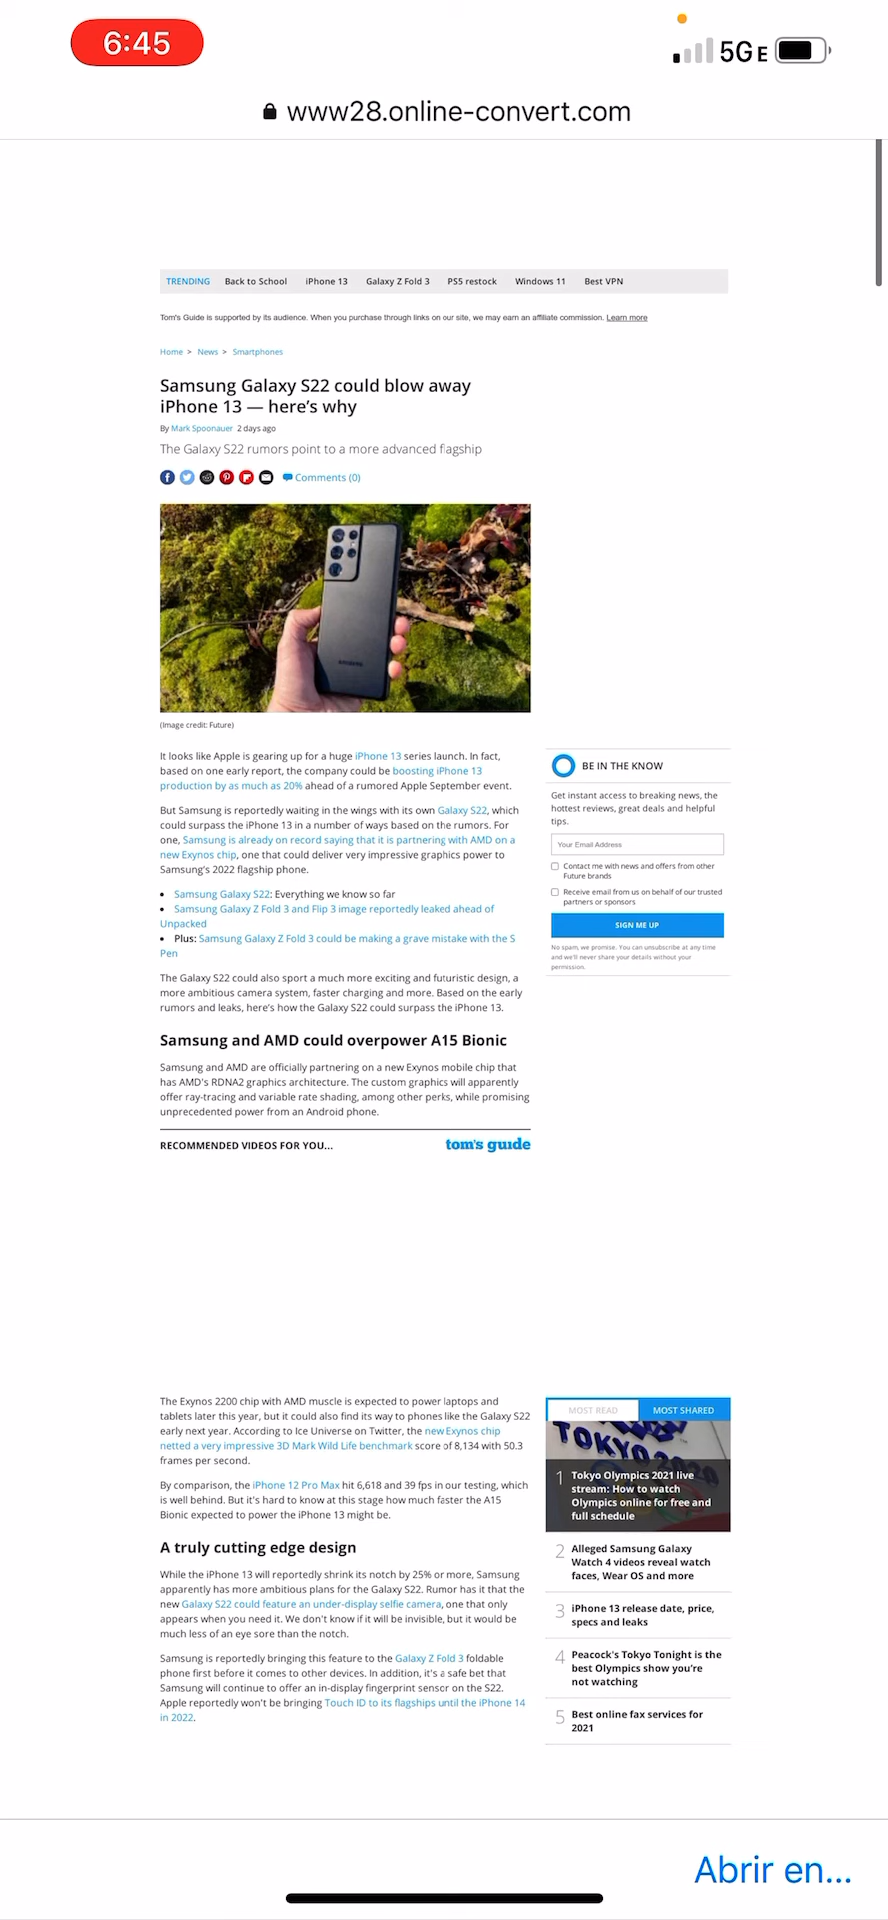 6:45
5G E
www28.online-convert.com
TRENDING Back to School iPhone 13 Galaxy Z Fold 3 PS5 restock Windows 11 Best VPN
Tom's Guide is supported by its audience. When you purchase through links on our site, we may earn an affiliate commission. Learn more
Home > News > Smartphones
Samsung Galaxy S22 could blow away
iPhone 13 — here's why
By Mark Spoonauer 2 days ago
The Galaxy S22 rumors point to a more advanced flagship
Comments (0)
SAMSUNG
(Image credit: Future)
It looks like Apple is gearing up for a huge iPhone 13 series launch. In fact,
based on one early report, the company could be boosting iPhone 13
production by as much as 20% ahead of a rumored Apple September event.
But Samsung is reportedly waiting in the wings with its own Galaxy S22, which
could surpass the iPhone 13 in a number of ways based on the rumors. For
one, Samsung is already on record saying that it is partnering with AMD on a
new Exynos chip, one that could deliver very impressive graphics power to
Samsung's 2022 flagship phone.
• Samsung Galaxy S22: Everything we know so far
• Samsung Galaxy Z Fold 3 and Flip 3 image reportedly leaked ahead of
Unpacked
• Plus: Samsung Galaxy Z Fold 3 could be making a grave mistake with the S
Pen
The Galaxy S22 could also sport a much more exciting and futuristic design, a
more ambitious camera system, faster charging and more. Based on the early
rumors and leaks, here's how the Galaxy S22 could surpass the iPhone 13.
Samsung and AMD could overpower A15 Bionic
Samsung and AMD are officially partnering on a new Exynos mobile chip that
has AMD's RDNA2 graphics architecture. The custom graphics will apparently
offer ray-tracing and variable rate shading, among other perks, while promising
unprecedented power from an Android phone.
RECOMMENDED VIDEOS FOR YOU...
tom's guide
BE IN THE KNOW
Get instant access to breaking news, the
hottest reviews, great deals and helpful
tips.
Your Email Address
Contact me with news and offers from other
Future brands
Receive email from us on behalf of our trusted
partners or sponsors
SIGN ME UP
No spam, we promise. You can unsubscribe at any time
and we'll never share your details without your
permission.
The Exynos 2200 chip with AMD muscle is expected to power laptops and
tablets later this year, but it could also find its way to phones like the Galaxy S22
early next year. According to Ice Universe on Twitter, the new Exynos chip
netted a very impressive 3D Mark Wild Life benchmark score of 8,134 with 50.3
frames per second.
By comparison, the iPhone 12 Pro Max hit 6,618 and 39 fps in our testing, which
is well behind. But it's hard to know at this stage how much faster the A15
Bionic expected to power the iPhone 13 might be.
A truly cutting edge design
While the iPhone 13 will reportedly shrink its notch by 25% or more, Samsung
apparently has more ambitious plans for the Galaxy S22. Rumor has it that the
new Galaxy S22 could feature an under-display selfie camera, one that only
appears when you need it. We don't know if it will be invisible, but it would be
much less of an eye sore than the notch.
Samsung is reportedly bringing this feature to the Galaxy Z Fold 3 foldable
phone first before it comes to other devices. In addition, it's a safe bet that
Samsung will continue to offer an in-display fingerprint sensor on the S22.
Apple reportedly won't be bringing Touch ID to its flagships until the iPhone 14
in 2022.
MOST READ
MOST SHARED
TOKYO 2020
1 Tokyo Olympics 2021 live
stream: How to watch
Olympics online for free and
full schedule
2 Alleged Samsung Galaxy
Watch 4 videos reveal watch
faces, Wear OS and more
3 iPhone 13 release date, price,
specs and leaks
4 Peacock's Tokyo Tonight is the
best Olympics show you're
not watching
5 Best online fax services for
2021
Abrir en...